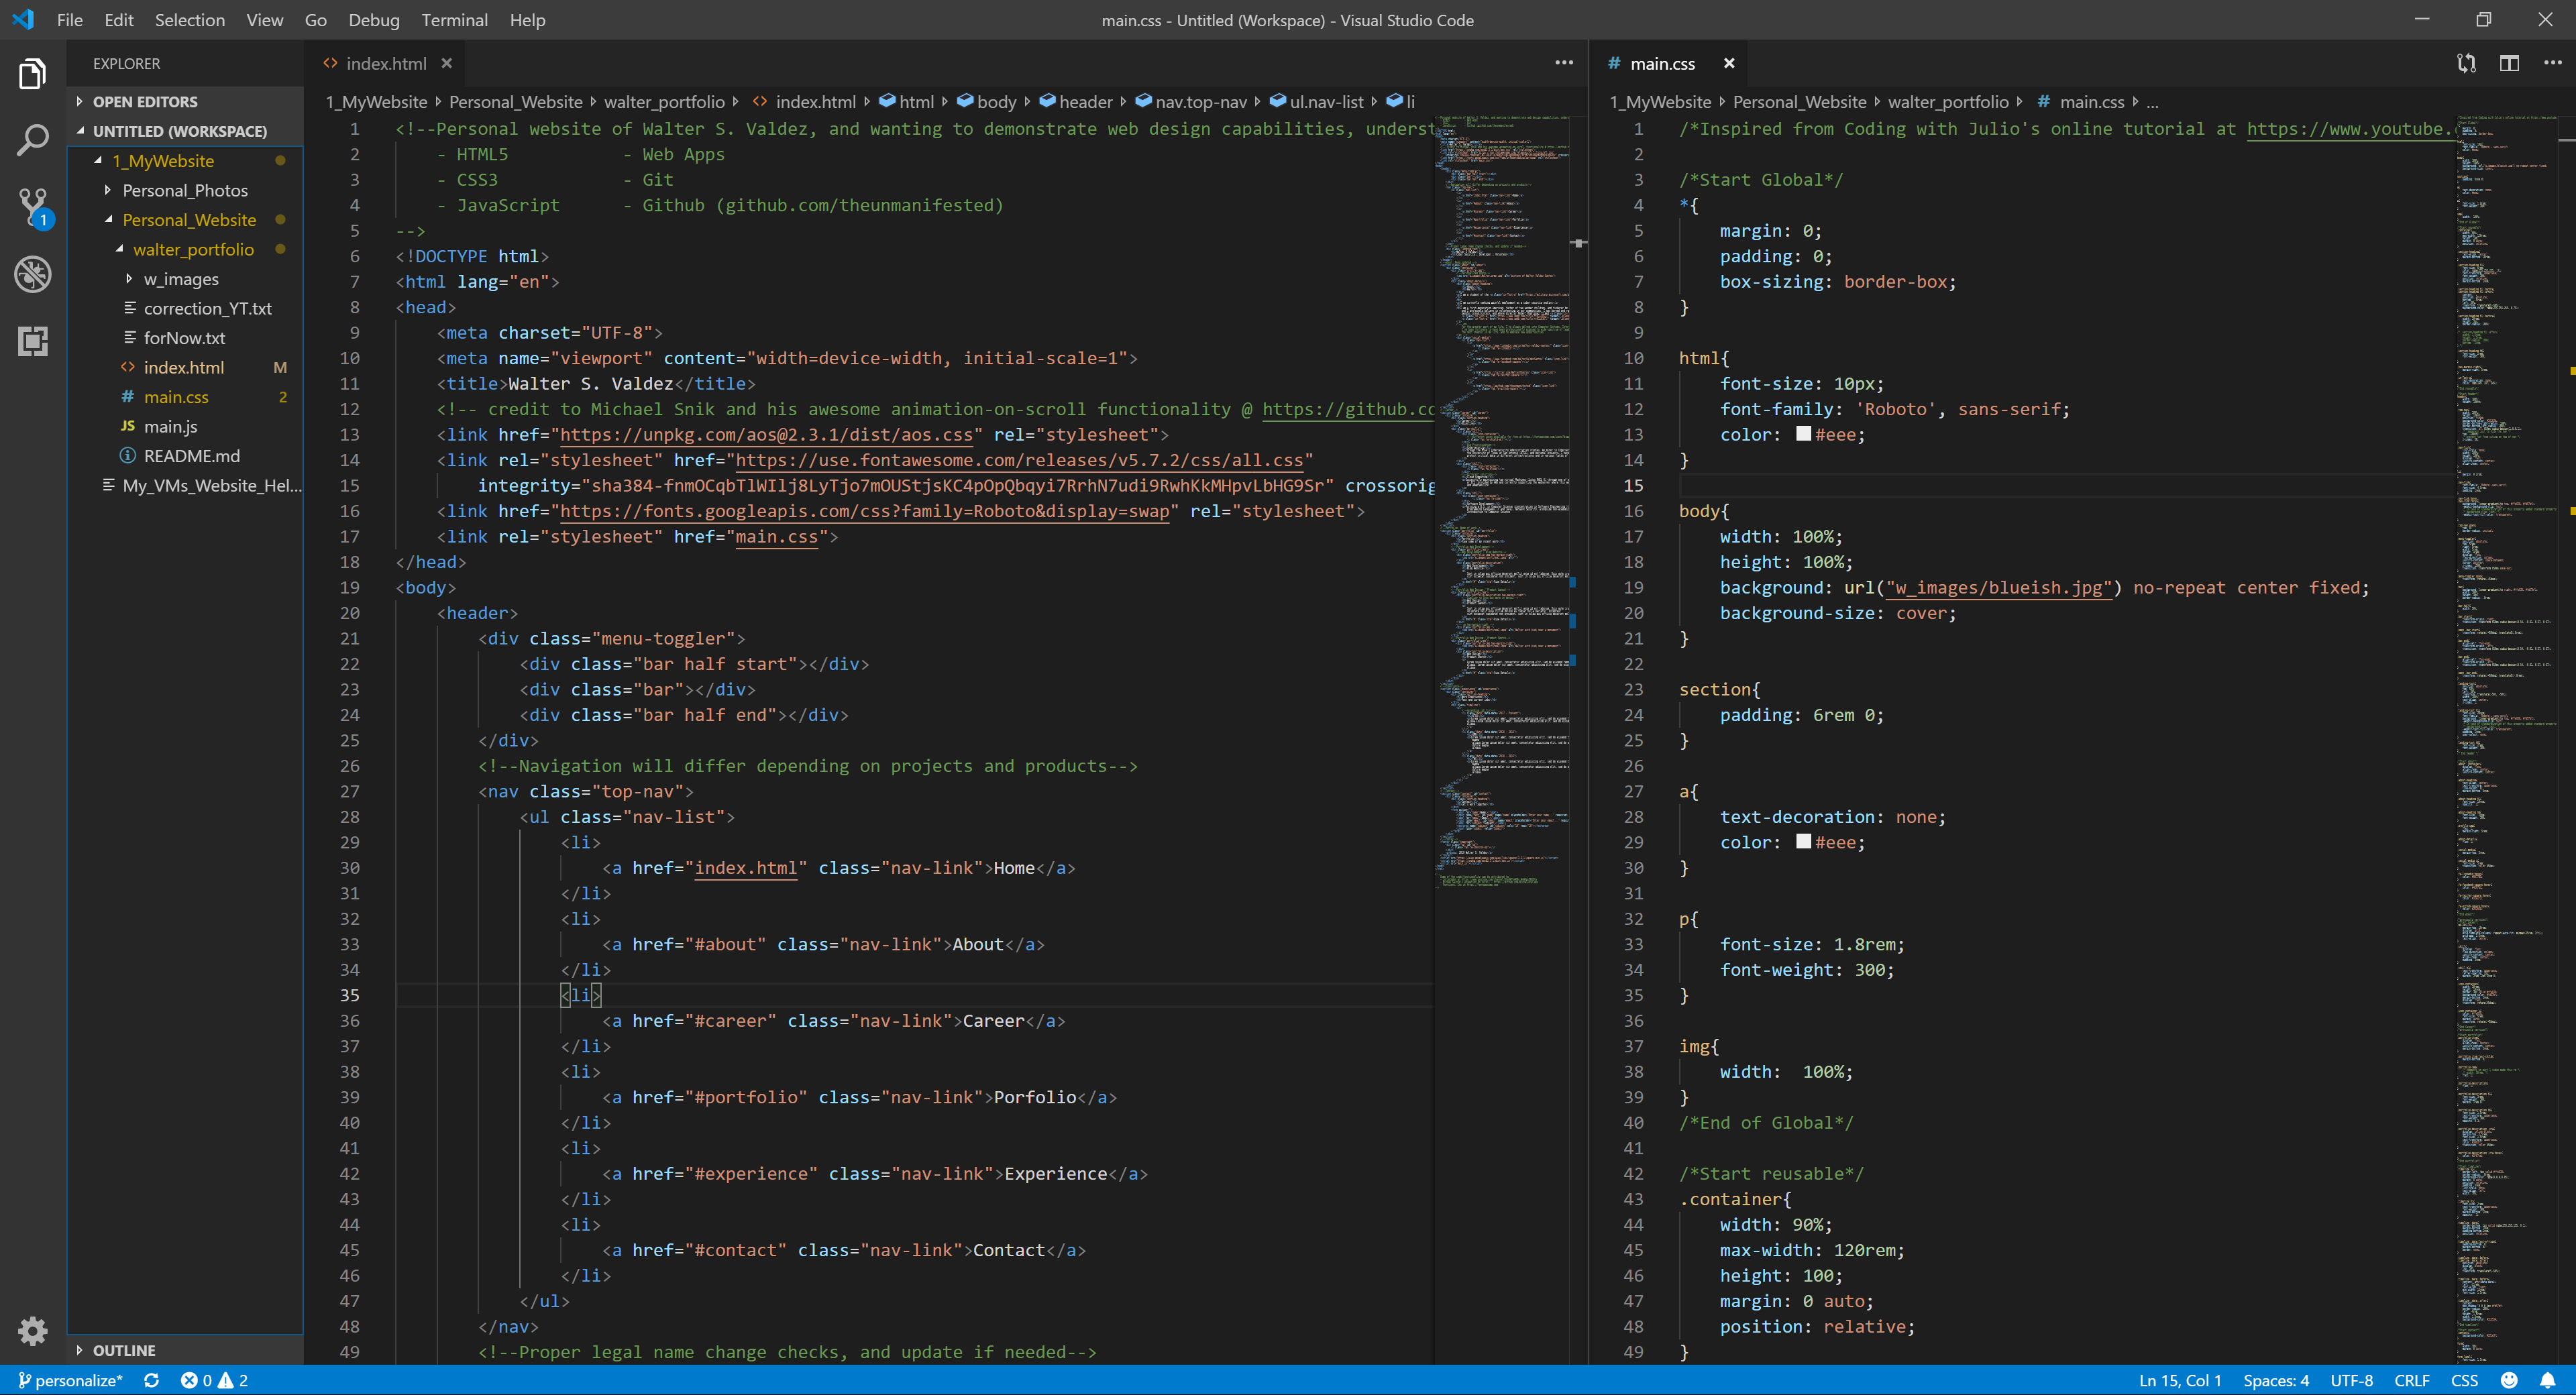 File Edit Selection View Go Debug Terminal Help
main.css - Untitled (Workspace) - Visual Studio Code
EXPLORER
OPEN EDITORS
UNTITLED (WORKSPACE)
1_MyWebsite
Personal_Photos
Personal_Website
walter_portfolio
w_images
correction_YT.txt
forNow.txt
index.html M
main.css 2
main.js
README.md
My_VMs_Website_Hel...
OUTLINE
1
index.html
1_MyWebsite Personal_Website walter_portfolio index.html html body header nav.top-nav ul.nav-list li
1 <!--Personal website of Walter S. Valdez, and wanting to demonstrate web design capabilities, underst
2 - HTML5 - Web Apps
3 - CSS3 - Git
4 - JavaScript - Github (github.com/theunmanifested)
5 -->
6 <!DOCTYPE html>
7 <html lang="en">
8 <head>
9 <meta charset="UTF-8">
10 <meta name="viewport" content="width=device-width, initial-scale=1">
11 <title>Walter S. Valdez</title>
12 <!-- credit to Michael Snik and his awesome animation-on-scroll functionality @ https://github.co
13 <link href="https://unpkg.com/aos@2.3.1/dist/aos.css" rel="stylesheet">
14 <link rel="stylesheet" href="https://use.fontawesome.com/releases/v5.7.2/css/all.css"
15 integrity="sha384-fnmOCqbTlWIlj8LyTjo7mOUStjsKC4pOpQbqyi7RrhN7udi9RwhKkMHpvLbHG9Sr" crossorig
16 <link href="https://fonts.googleapis.com/css?family=Roboto&display=swap" rel="stylesheet">
17 <link rel="stylesheet" href="main.css">
18 </head>
19 <body>
20 <header>
21 <div class="menu-toggler">
22 <div class="bar half start"></div>
23 <div class="bar"></div>
24 <div class="bar half end"></div>
25 </div>
26 <!--Navigation will differ depending on projects and products-->
27 <nav class="top-nav">
28 <ul class="nav-list">
29 <li>
30 <a href="index.html" class="nav-link">Home</a>
31 </li>
32 <li>
33 <a href="#about" class="nav-link">About</a>
34 </li>
35 <li>
36 <a href="#career" class="nav-link">Career</a>
37 </li>
38 <li>
39 <a href="#portfolio" class="nav-link">Porfolio</a>
40 </li>
41 <li>
42 <a href="#experience" class="nav-link">Experience</a>
43 </li>
44 <li>
45 <a href="#contact" class="nav-link">Contact</a>
46 </li>
47 </ul>
48 </nav>
49 <!--Proper legal name change checks, and update if needed-->
main.css
1_MyWebsite Personal_Website walter_portfolio main.css ...
1 /*Inspired from Coding with Julio's online tutorial at https://www.youtube.
2
3 /*Start Global*/
4 *{
5 margin: 0;
6 padding: 0;
7 box-sizing: border-box;
8 }
9
10 html{
11 font-size: 10px;
12 font-family: 'Roboto', sans-serif;
13 color: #eee;
14 }
15
16 body{
17 width: 100%;
18 height: 100%;
19 background: url("w_images/blueish.jpg") no-repeat center fixed;
20 background-size: cover;
21 }
22
23 section{
24 padding: 6rem 0;
25 }
26
27 a{
28 text-decoration: none;
29 color: #eee;
30 }
31
32 p{
33 font-size: 1.8rem;
34 font-weight: 300;
35 }
36
37 img{
38 width: 100%;
39 }
40 /*End of Global*/
41
42 /*Start reusable*/
43 .container{
44 width: 90%;
45 max-width: 120rem;
46 height: 100;
47 margin: 0 auto;
48 position: relative;
49 }
personalize* 0 2
Ln 15, Col 1 Spaces: 4 UTF-8 CRLF CSS